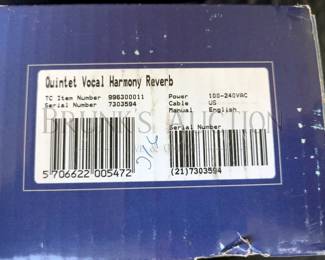 Quintet Vocal Harmony Reverb
TC Item Number 996300011
Serial Number 7303594
Power 100-240VAC
Cable US
Manual English
Serial Number
BRUNK'S AUCTION
5 706622 005472
(21)7303594